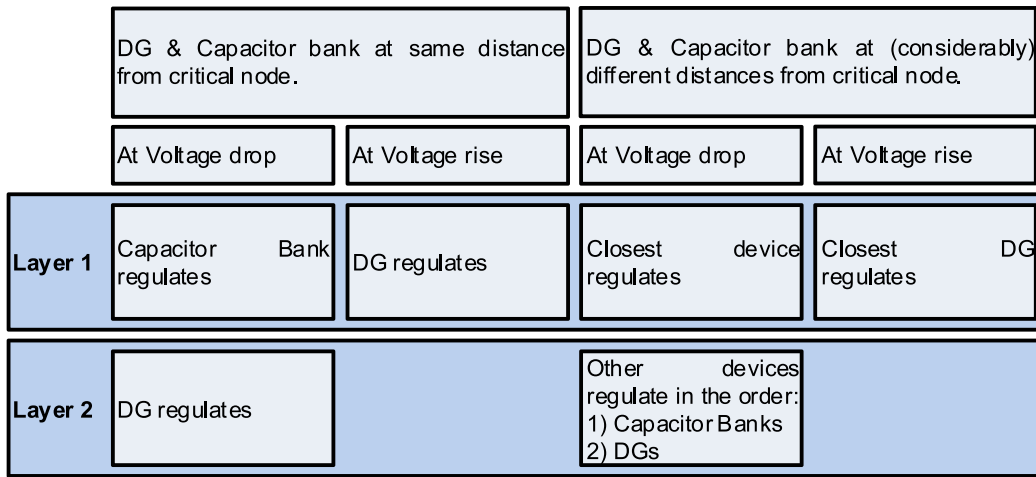 DG & Capacitor bank at same distance
from critical node.
DG & Capacitor bank at (considerably)
different distances from critical node.
At Voltage drop
At Voltage rise
At Voltage drop
At Voltage rise
Layer 1
Capacitor Bank
regulates
DG regulates
Closest device
regulates
Closest DG
regulates
Layer 2
DG regulates
Other devices
regulate in the order:
1) Capacitor Banks
2) DGs